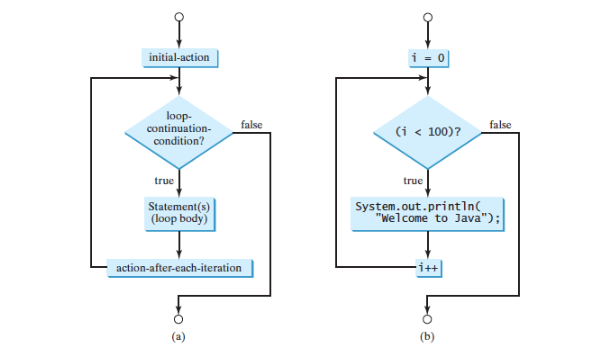 initial-action
loop-
continuation-
condition?
false
true
Statement(s)
(loop body)
action-after-each-iteration
(a)
i = 0
(i < 100)?
false
true
System.out.println(
"Welcome to Java");
i++
(b)